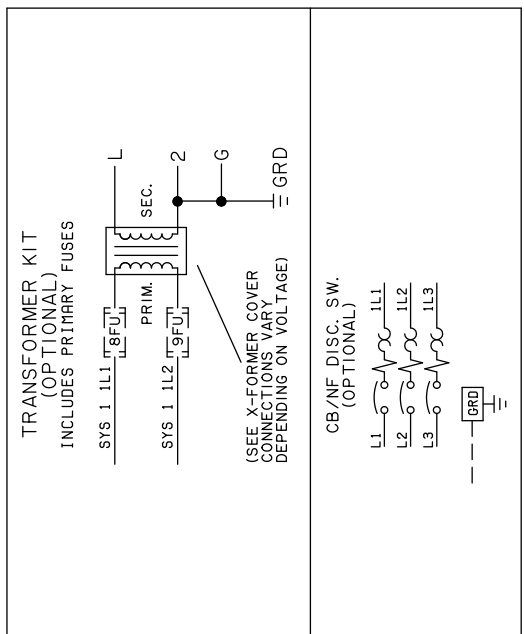 TRANSFORMER KIT
(OPTIONAL)
INCLUDES PRIMARY FUSES
SYS 1 1L1
8FU
L
SYS 1 1L2
9FU
2
PRIM.
SEC.
G
GRD
(SEE X-FORMER COVER
CONNECTIONS VARY
DEPENDING ON VOLTAGE)
CB/NF DISC. SW.
(OPTIONAL)
L1
1L1
L2
1L2
L3
1L3
GRD